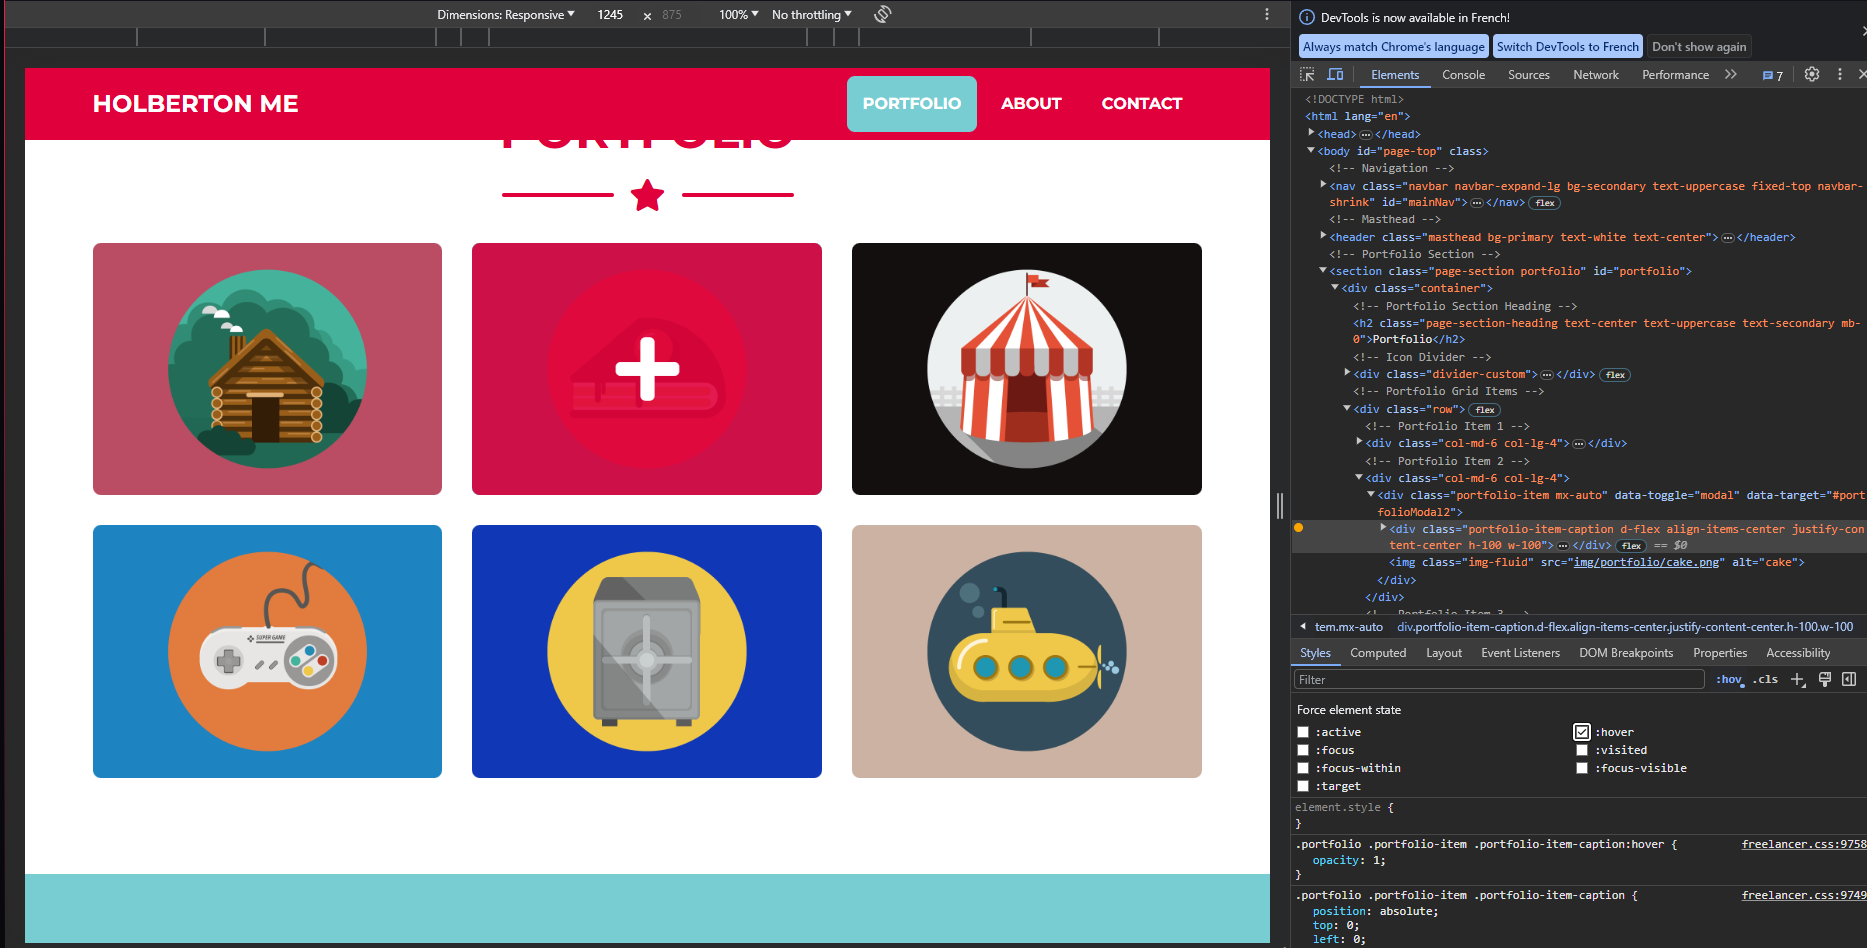 Dimensions: Responsive 1245 × 875 100% No throttling
HOLBERTON ME
PORTFOLIO
ABOUT
CONTACT
PORTFOLIO
SUPER GAME
DevTools is now available in French!
Always match Chrome's language
Switch DevTools to French
Don't show again
Elements Console Sources Network Performance 7
<!DOCTYPE html>
<html lang="en">
<head> ⋯ </head>
<body id="page-top" class>
<!-- Navigation -->
<nav class="navbar navbar-expand-lg bg-secondary text-uppercase fixed-top navbar-
shrink" id="mainNav"> ⋯ </nav> flex
<!-- Masthead -->
<header class="masthead bg-primary text-white text-center"> ⋯ </header>
<!-- Portfolio Section -->
<section class="page-section portfolio" id="portfolio">
<div class="container">
<!-- Portfolio Section Heading -->
<h2 class="page-section-heading text-center text-uppercase text-secondary mb-
0">Portfolio</h2>
<!-- Icon Divider -->
<div class="divider-custom"> ⋯ </div> flex
<!-- Portfolio Grid Items -->
<div class="row"> flex
<!-- Portfolio Item 1 -->
<div class="col-md-6 col-lg-4"> ⋯ </div>
<!-- Portfolio Item 2 -->
<div class="col-md-6 col-lg-4">
<div class="portfolio-item mx-auto" data-toggle="modal" data-target="#port
folioModal2">
<div class="portfolio-item-caption d-flex align-items-center justify-con
tent-center h-100 w-100"> ⋯ </div> flex == $0
<img class="img-fluid" src="img/portfolio/cake.png" alt="cake">
</div>
</div>
<!-- Portfolio Item 3 -->
tem.mx-auto div.portfolio-item-caption.d-flex.align-items-center.justify-content-center.h-100.w-100
Styles Computed Layout Event Listeners DOM Breakpoints Properties Accessibility
Filter :hov .cls
Force element state
:active :hover
:focus :visited
:focus-within :focus-visible
:target
element.style {
}
.portfolio .portfolio-item .portfolio-item-caption:hover { freelancer.css:9758
opacity: 1;
}
.portfolio .portfolio-item .portfolio-item-caption { freelancer.css:9749
position: absolute;
top: 0;
left: 0;